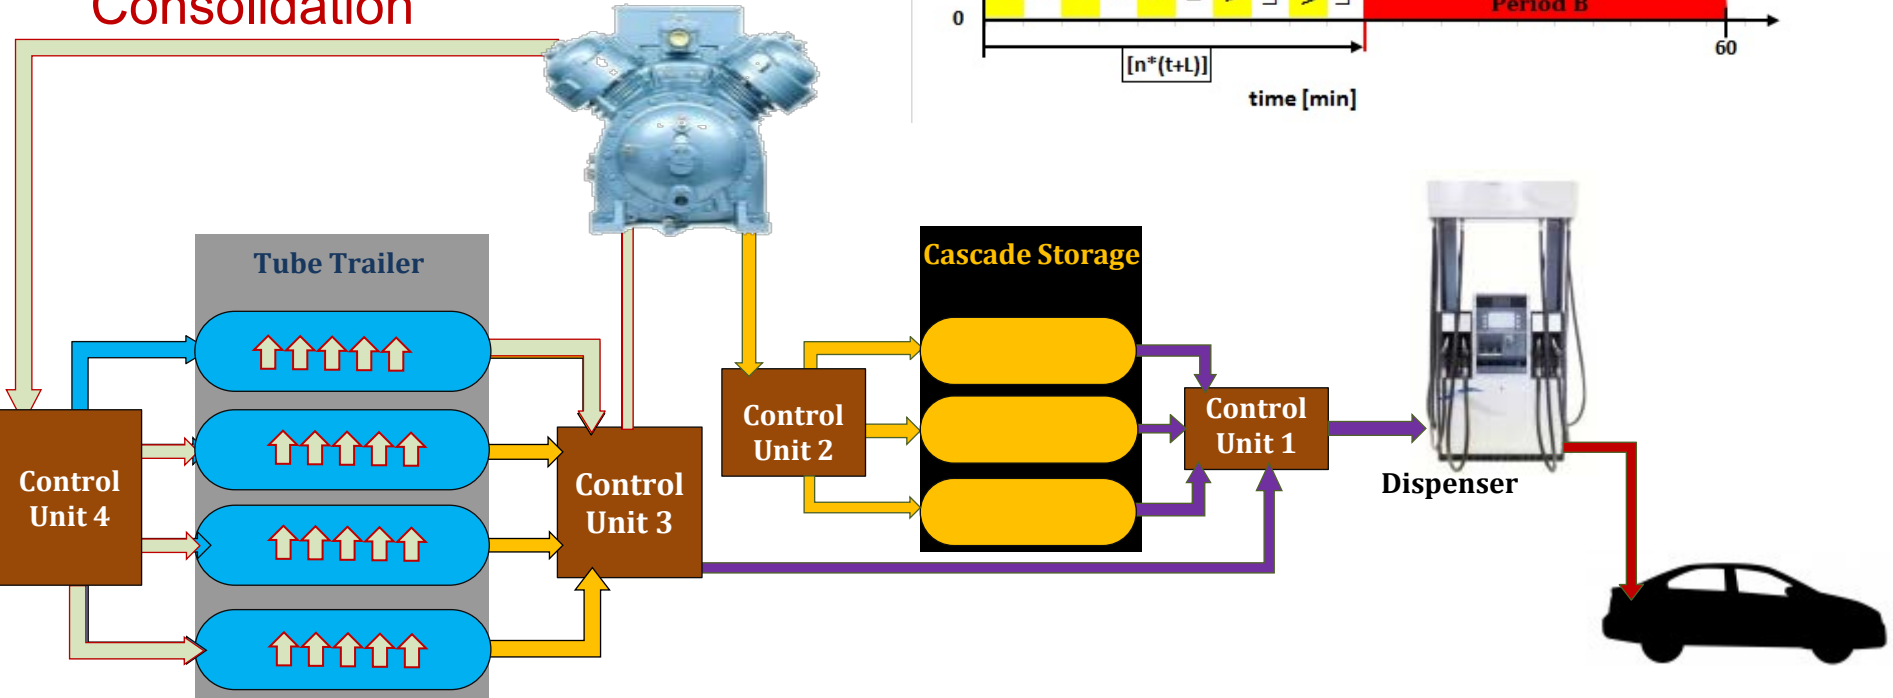 Consolidation
Period B
0
60
[n*(t+L)]
time [min]
Tube Trailer
Cascade Storage
Control
Unit 1
Control
Unit 2
Control
Unit 3
Control
Unit 4
Dispenser